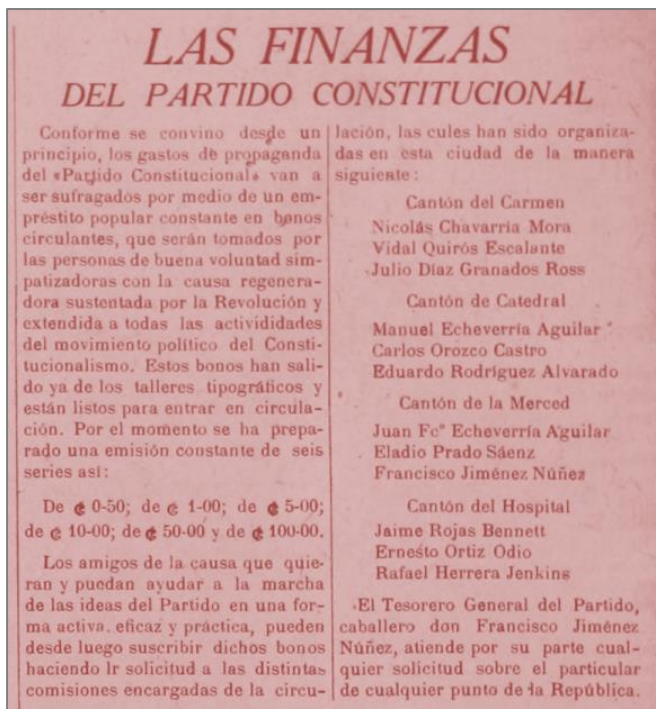 LAS FINANZAS
DEL PARTIDO CONSTITUCIONAL
Conforme se convino desde un
principio, los gastos de propaganda
del «Partido Constitucional» van a
ser sufragados por medio de un em-
préstito popular constante en bonos
circulantes, que serán tomados por
las personas de buena voluntad sim-
patizadoras con la causa regenera-
dora sustentada por la Revolución y
extendida a todas las activididades
del movimiento político del Consti-
tucionalismo. Estos bonos han sali-
do ya de los talleres tipográficos y
están listos para entrar en circula-
ción. Por el momento se ha prepa-
rado una emisión constante de seis
series así:
De ₡ 0-50; de ₡ 1-00; de ₡ 5-00;
de ₡ 10-00; de ₡ 50-00 y de ₡ 100-00.
Los amigos de la causa que quie-
ran y puedan ayudar a la marcha
de las ideas del Partido en una for-
ma activa. eficaz y práctica, pueden
desde luego suscribir dichos bonos
haciendo lr solicitud a las distintas
comisiones encargadas de la circu-
lación, las cules han sido organiza-
das en esta ciudad de la manera
siguiente:
Cantón del Carmen
Nicolás Chavarría Mora
Vidal Quirós Escalante
Julio Díaz Granados Ross
Cantón de Catedral
Manuel Echeverría Aguilar
Carlos Orozco Castro
Eduardo Rodríguez Alvarado
Cantón de la Merced
Juan Fcº Echeverría Aguilar
Eladio Prado Sáenz
Francisco Jiménez Núñez
Cantón del Hospital
Jaime Rojas Bennett
Ernesto Ortiz Odio
Rafael Herrera Jenkins
El Tesorero General del Partido,
caballero don Francisco Jiménez
Núñez, atiende por su parte cual-
quier solicitud sobre el particular
de cualquier punto de la República.